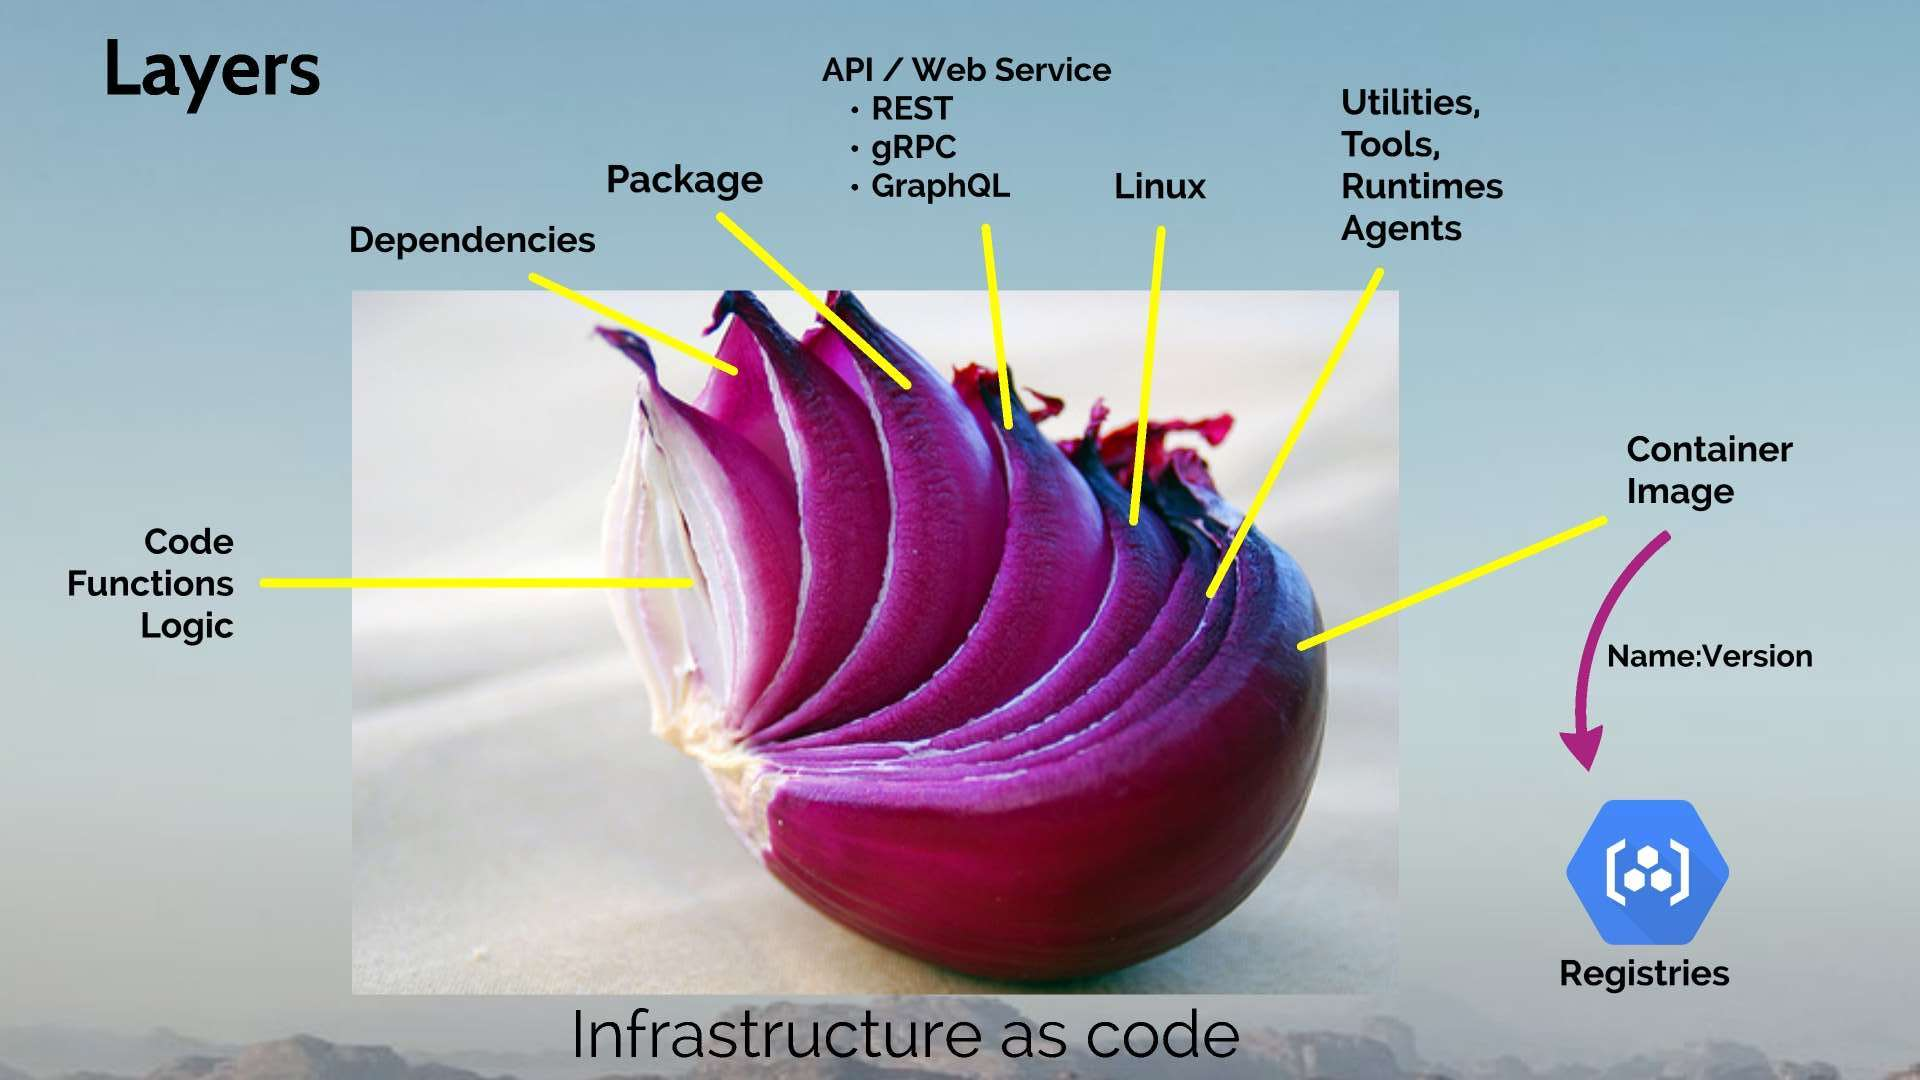 Layers
API / Web Service
• REST
• gRPC
• GraphQL
Utilities,
Tools,
Runtimes
Agents
Package
Linux
Dependencies
Container
Image
Code
Functions
Logic
Name:Version
Registries
Infrastructure as code